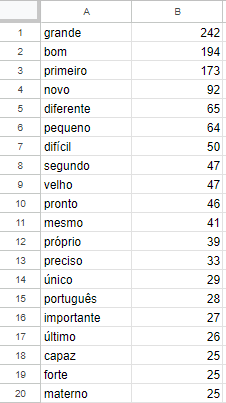 A B
1 grande 242
2 bom 194
3 primeiro 173
4 novo 92
5 diferente 65
6 pequeno 64
7 difícil 50
8 segundo 47
9 velho 47
10 pronto 46
11 mesmo 41
12 próprio 39
13 preciso 33
14 único 29
15 português 28
16 importante 27
17 último 26
18 capaz 25
19 forte 25
20 materno 25